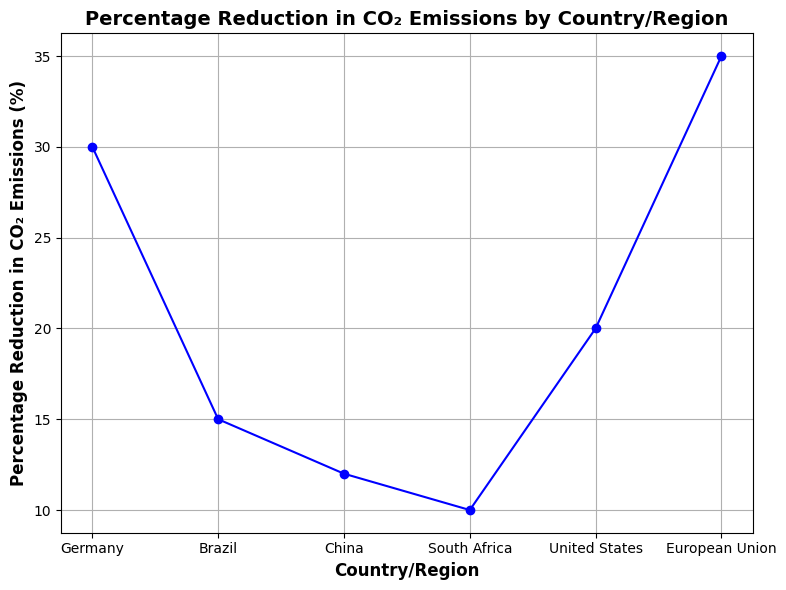 Percentage Reduction in CO₂ Emissions by Country/Region
Percentage Reduction in CO₂ Emissions (%)
35
30
25
20
15
10
Germany Brazil China South Africa United States European Union
Country/Region